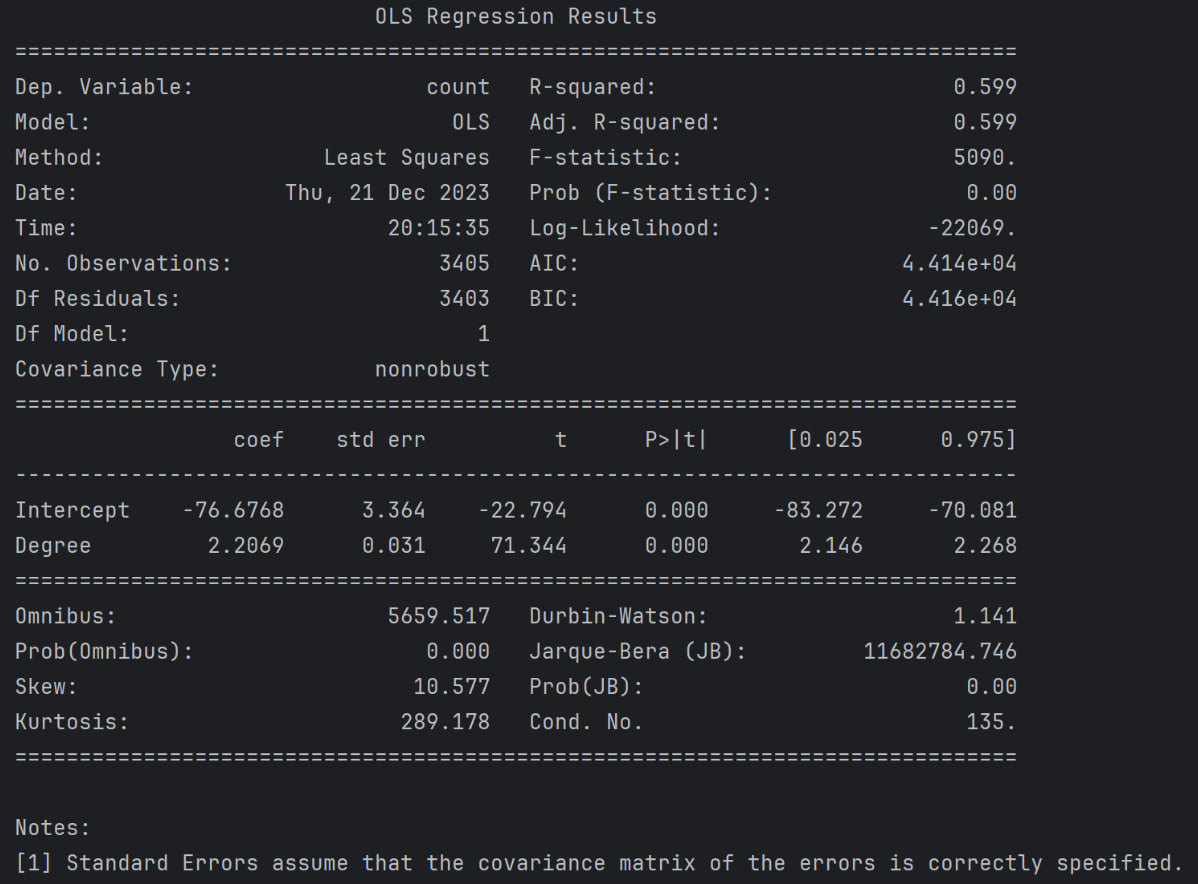 OLS Regression Results
==============================================================================
Dep. Variable:                  count   R-squared:                       0.599
Model:                            OLS   Adj. R-squared:                  0.599
Method:                 Least Squares   F-statistic:                     5090.
Date:                Thu, 21 Dec 2023   Prob (F-statistic):               0.00
Time:                        20:15:35   Log-Likelihood:                -22069.
No. Observations:                3405   AIC:                         4.414e+04
Df Residuals:                    3403   BIC:                         4.416e+04
Df Model:                           1
Covariance Type:            nonrobust
==============================================================================
                 coef    std err          t      P>|t|      [0.025      0.975]
------------------------------------------------------------------------------
Intercept    -76.6768      3.364    -22.794      0.000     -83.272     -70.081
Degree         2.2069      0.031     71.344      0.000       2.146       2.268
==============================================================================
Omnibus:                     5659.517   Durbin-Watson:                   1.141
Prob(Omnibus):                  0.000   Jarque-Bera (JB):         11682784.746
Skew:                          10.577   Prob(JB):                         0.00
Kurtosis:                     289.178   Cond. No.                         135.
==============================================================================

Notes:
[1] Standard Errors assume that the covariance matrix of the errors is correctly specified.